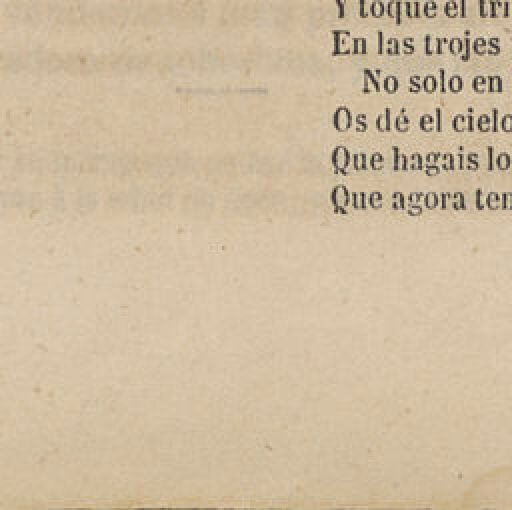 Y toque el tri
En las trojes
No solo en
Os dé el cielo
Que hagais lo
Que agora ten